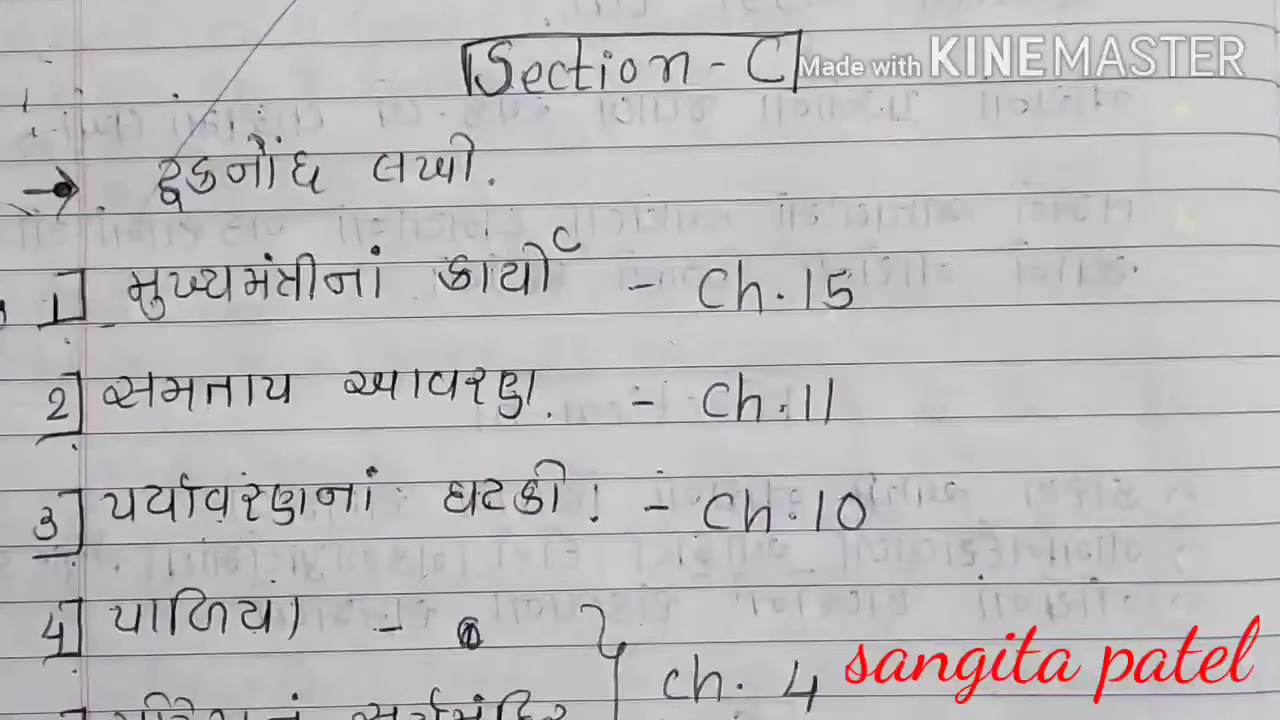 Section - C
Made with KINEMASTER
→ ટુકનોંધ લખો.
1] મુખ્યમંત્રીનાં કાર્યો - Ch. 15
2] સમતાપ આવરણ. - Ch. 11
3] પર્યાવરણનાં ઘટકો. - Ch. 10
4] પાળિયા -
Ch. 4
sangita patel
સૂર્યમંદિર